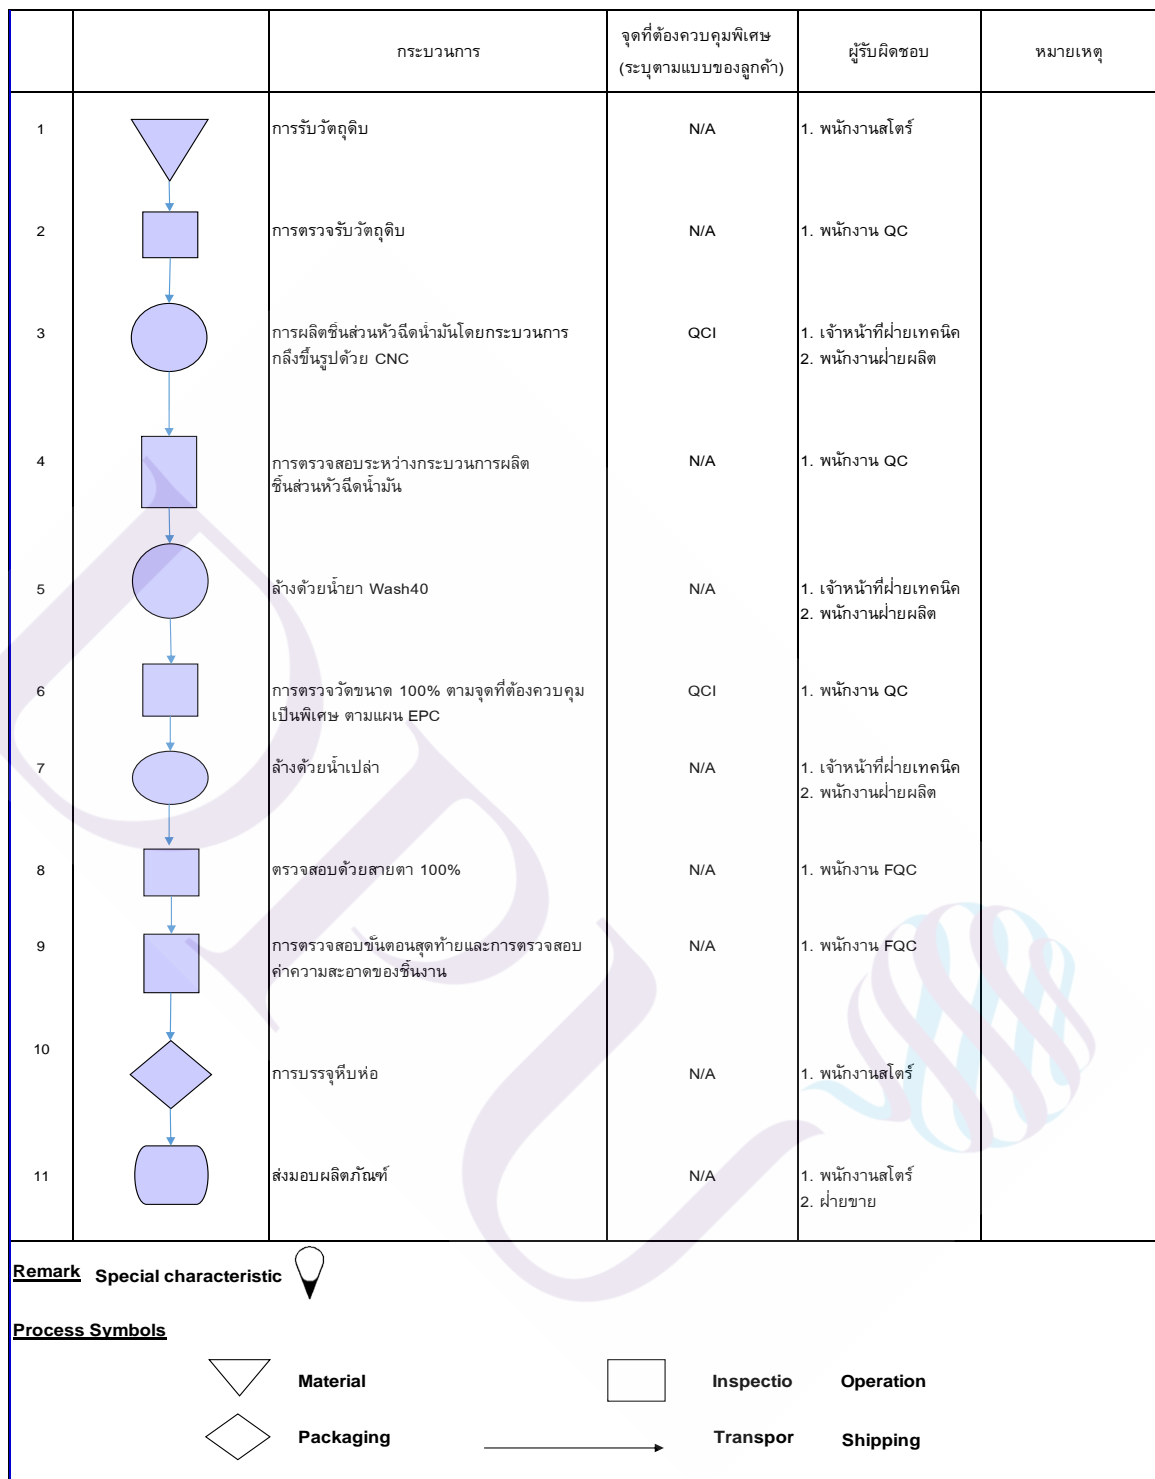 กระบวนการ
จุดที่ต้องควบคุมพิเศษ
(ระบุตามแบบของลูกค้า)
ผู้รับผิดชอบ
หมายเหตุ
1 การรับวัตถุดิบ N/A 1. พนักงานสโตร์
2 การตรวจรับวัตถุดิบ N/A 1. พนักงาน QC
3 การผลิตชิ้นส่วนหัวฉีดน้ำมันโดยกระบวนการ QCI 1. เจ้าหน้าที่ฝ่ายเทคนิค
กลึงขึ้นรูปด้วย CNC 2. พนักงานฝ่ายผลิต
4 การตรวจสอบระหว่างกระบวนการผลิต N/A 1. พนักงาน QC
ชิ้นส่วนหัวฉีดน้ำมัน
5 ล้างด้วยน้ำยา Wash40 N/A 1. เจ้าหน้าที่ฝ่ายเทคนิค
2. พนักงานฝ่ายผลิต
6 การตรวจวัดขนาด 100% ตามจุดที่ต้องควบคุม QCI 1. พนักงาน QC
เป็นพิเศษ ตามแผน EPC
7 ล้างด้วยน้ำเปล่า N/A 1. เจ้าหน้าที่ฝ่ายเทคนิค
2. พนักงานฝ่ายผลิต
8 ตรวจสอบด้วยสายตา 100% N/A 1. พนักงาน FQC
9 การตรวจสอบขั้นตอนสุดท้ายและการตรวจสอบ N/A 1. พนักงาน FQC
ค่าความสะอาดของชิ้นงาน
10 การบรรจุหีบห่อ N/A 1. พนักงานสโตร์
11 ส่งมอบผลิตภัณฑ์ N/A 1. พนักงานสโตร์
2. ฝ่ายขาย
Remark Special characteristic
Process Symbols
Material Inspectio Operation
Packaging Transpor Shipping
DPU